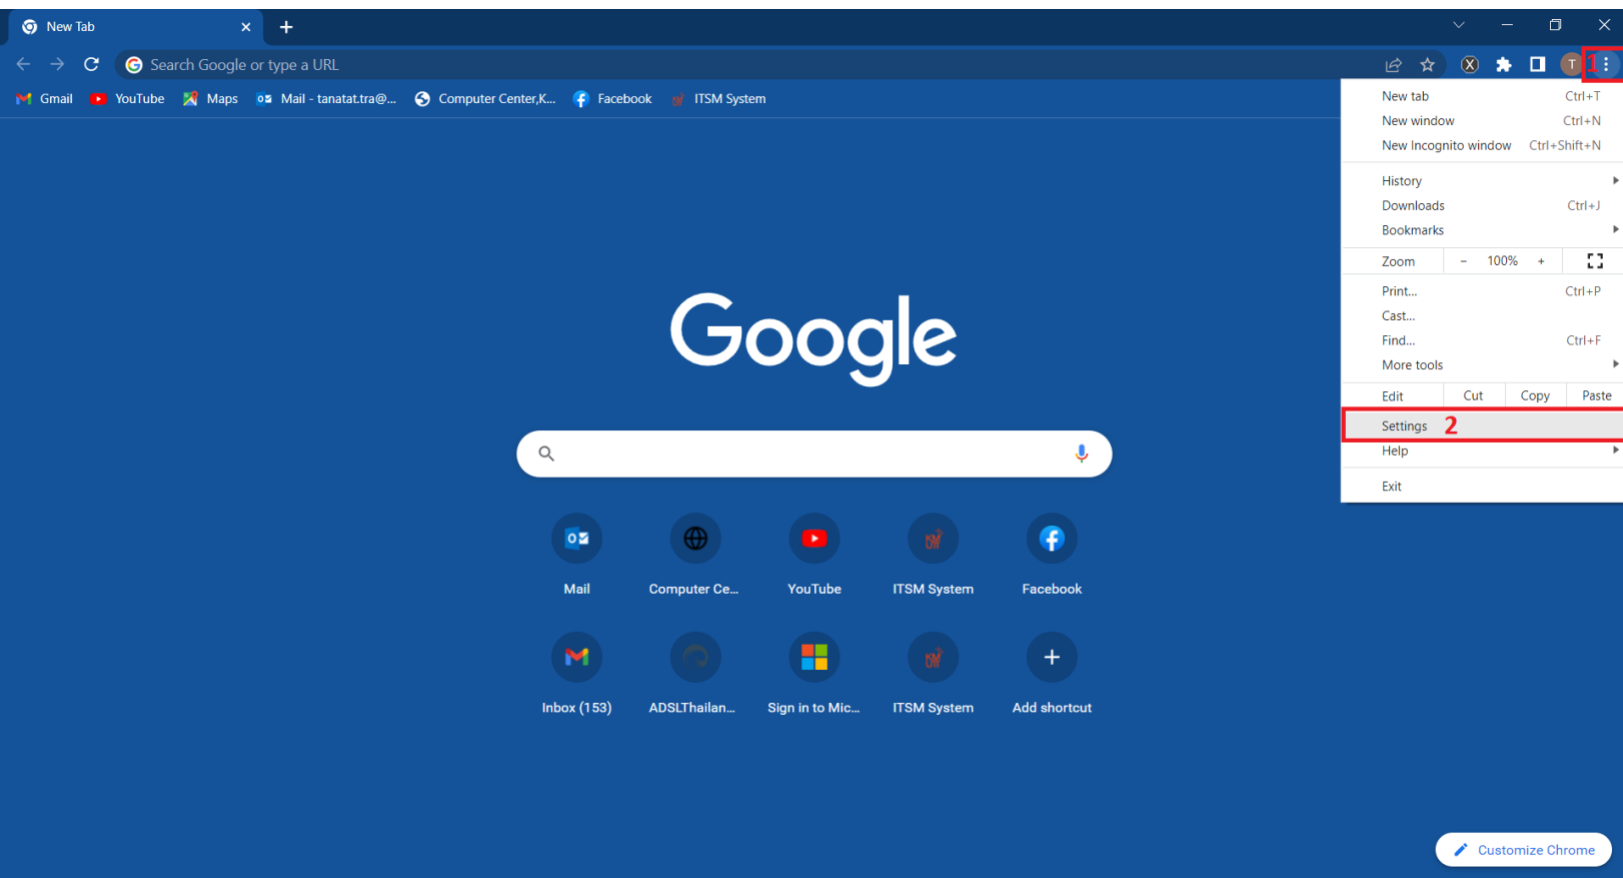 New Tab
Search Google or type a URL
T
1
Gmail YouTube Maps Mail - tanatat.tra@... Computer Center,K... Facebook ITSM System
New tab Ctrl+T
New window Ctrl+N
New Incognito window Ctrl+Shift+N
History
Downloads Ctrl+J
Bookmarks
Zoom - 100% +
Print... Ctrl+P
Cast...
Find... Ctrl+F
More tools
Edit Cut Copy Paste
Settings 2
Help
Exit
Google
Mail Computer Ce... YouTube ITSM System Facebook
Inbox (153) ADSLThailan... Sign in to Mic... ITSM System Add shortcut
Customize Chrome